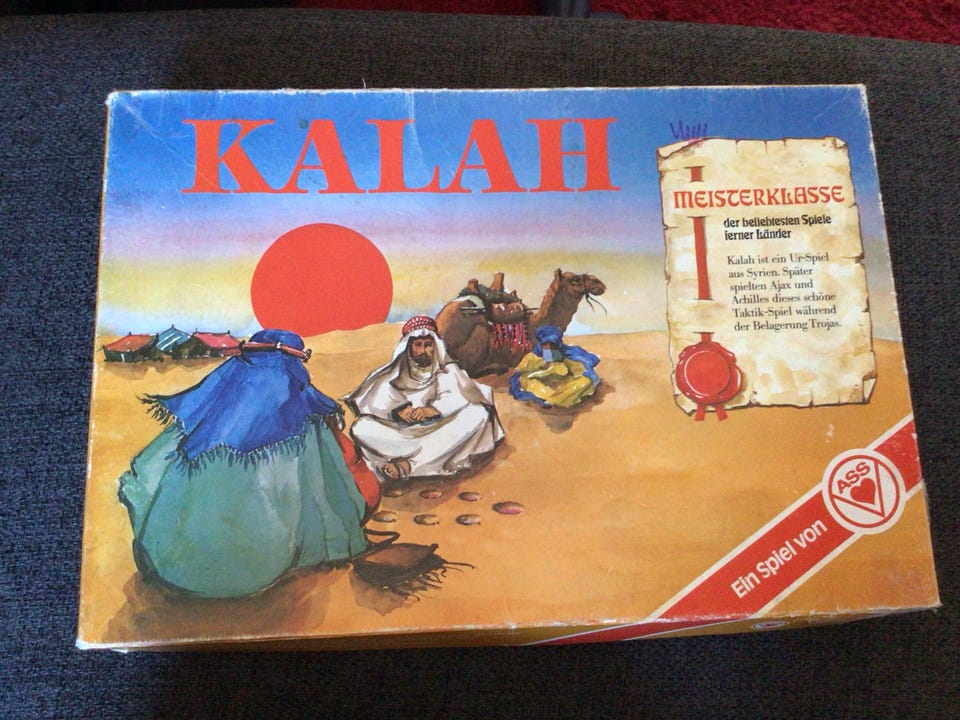 KALAH
MEISTERKLASSE
der beliebtesten Spiele
ferner Länder
Kalah ist ein Ur-Spiel
aus Syrien. Später
spielten Ajax und
Achilles dieses schöne
Taktik-Spiel während
der Belagerung Trojas.
Ein Spiel von
ASS